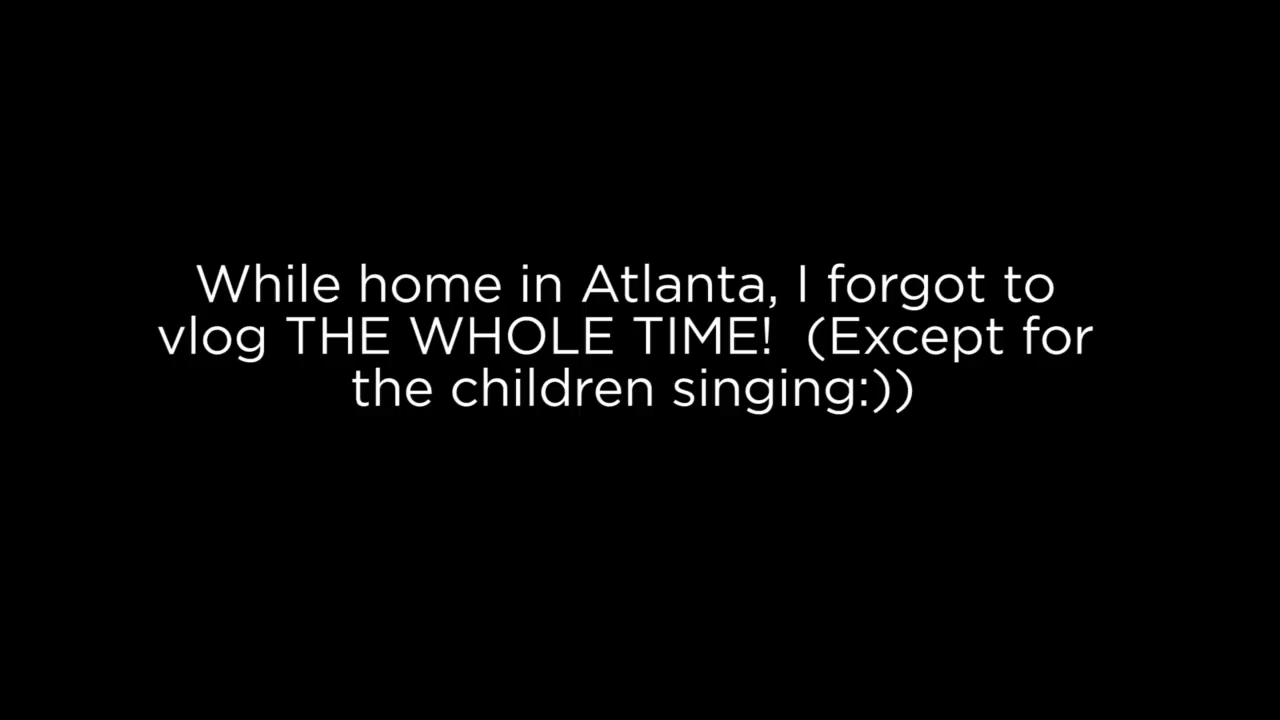 While home in Atlanta, I forgot to
vlog THE WHOLE TIME!  (Except for
the children singing:))